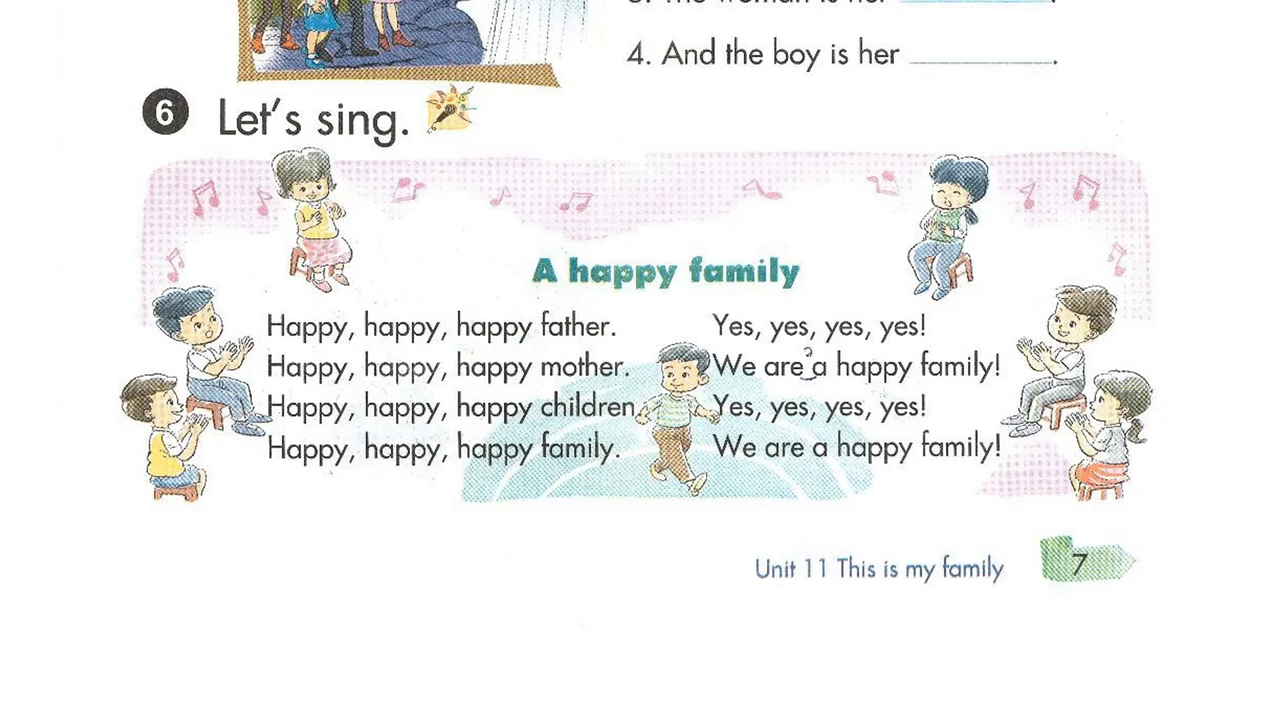 4. And the boy is her ________.
6 Let's sing.
A happy family
Happy, happy, happy father.
Happy, happy, happy mother.
Happy, happy, happy children.
Happy, happy, happy family.
Yes, yes, yes, yes!
We are a happy family!
Yes, yes, yes, yes!
We are a happy family!
Unit 11 This is my family
7